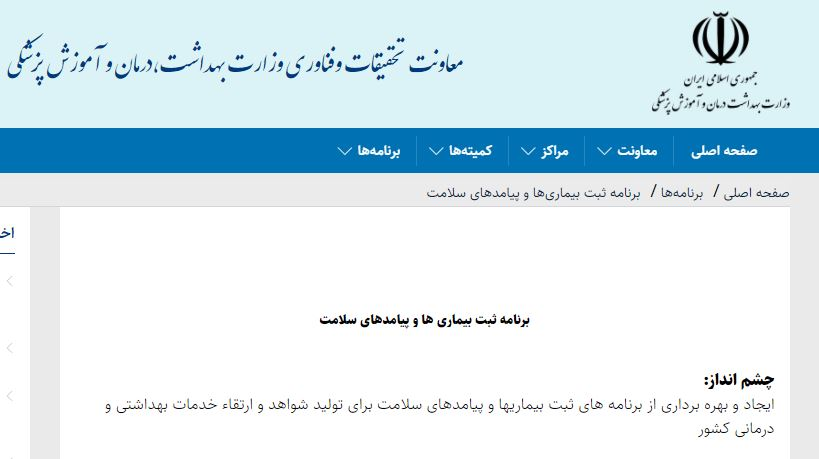 معاونت تحقیقات و فناوری وزارت بهداشت، درمان و آموزش پزشکی
جمهوری اسلامی ایران
وزارت بهداشت درمان و آموزش پزشکی
صفحه اصلی معاونت مراکز کمیته‌ها برنامه‌ها
صفحه اصلی / برنامه‌ها / برنامه ثبت بیماری‌ها و پیامدهای سلامت
برنامه ثبت بیماری ها و پیامدهای سلامت
چشم انداز:
ایجاد و بهره برداری از برنامه های ثبت بیماریها و پیامدهای سلامت برای تولید شواهد و ارتقاء خدمات بهداشتی و
درمانی کشور